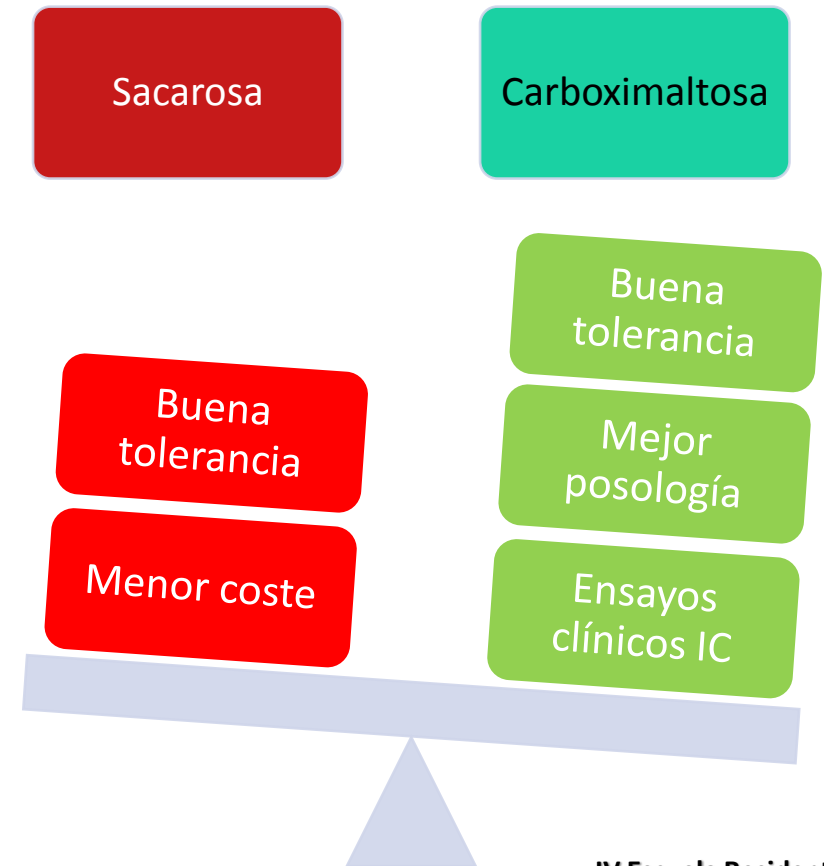 Sacarosa
Carboximaltosa
Buena
tolerancia
Menor coste
Buena
tolerancia
Mejor
posología
Ensayos
clínicos IC